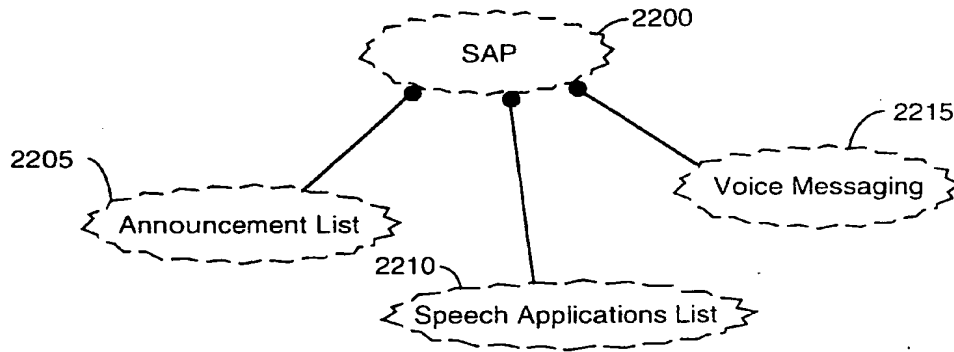 2200
SAP
2215
2205
Voice Messaging
Announcement List
2210
Speech Applications List